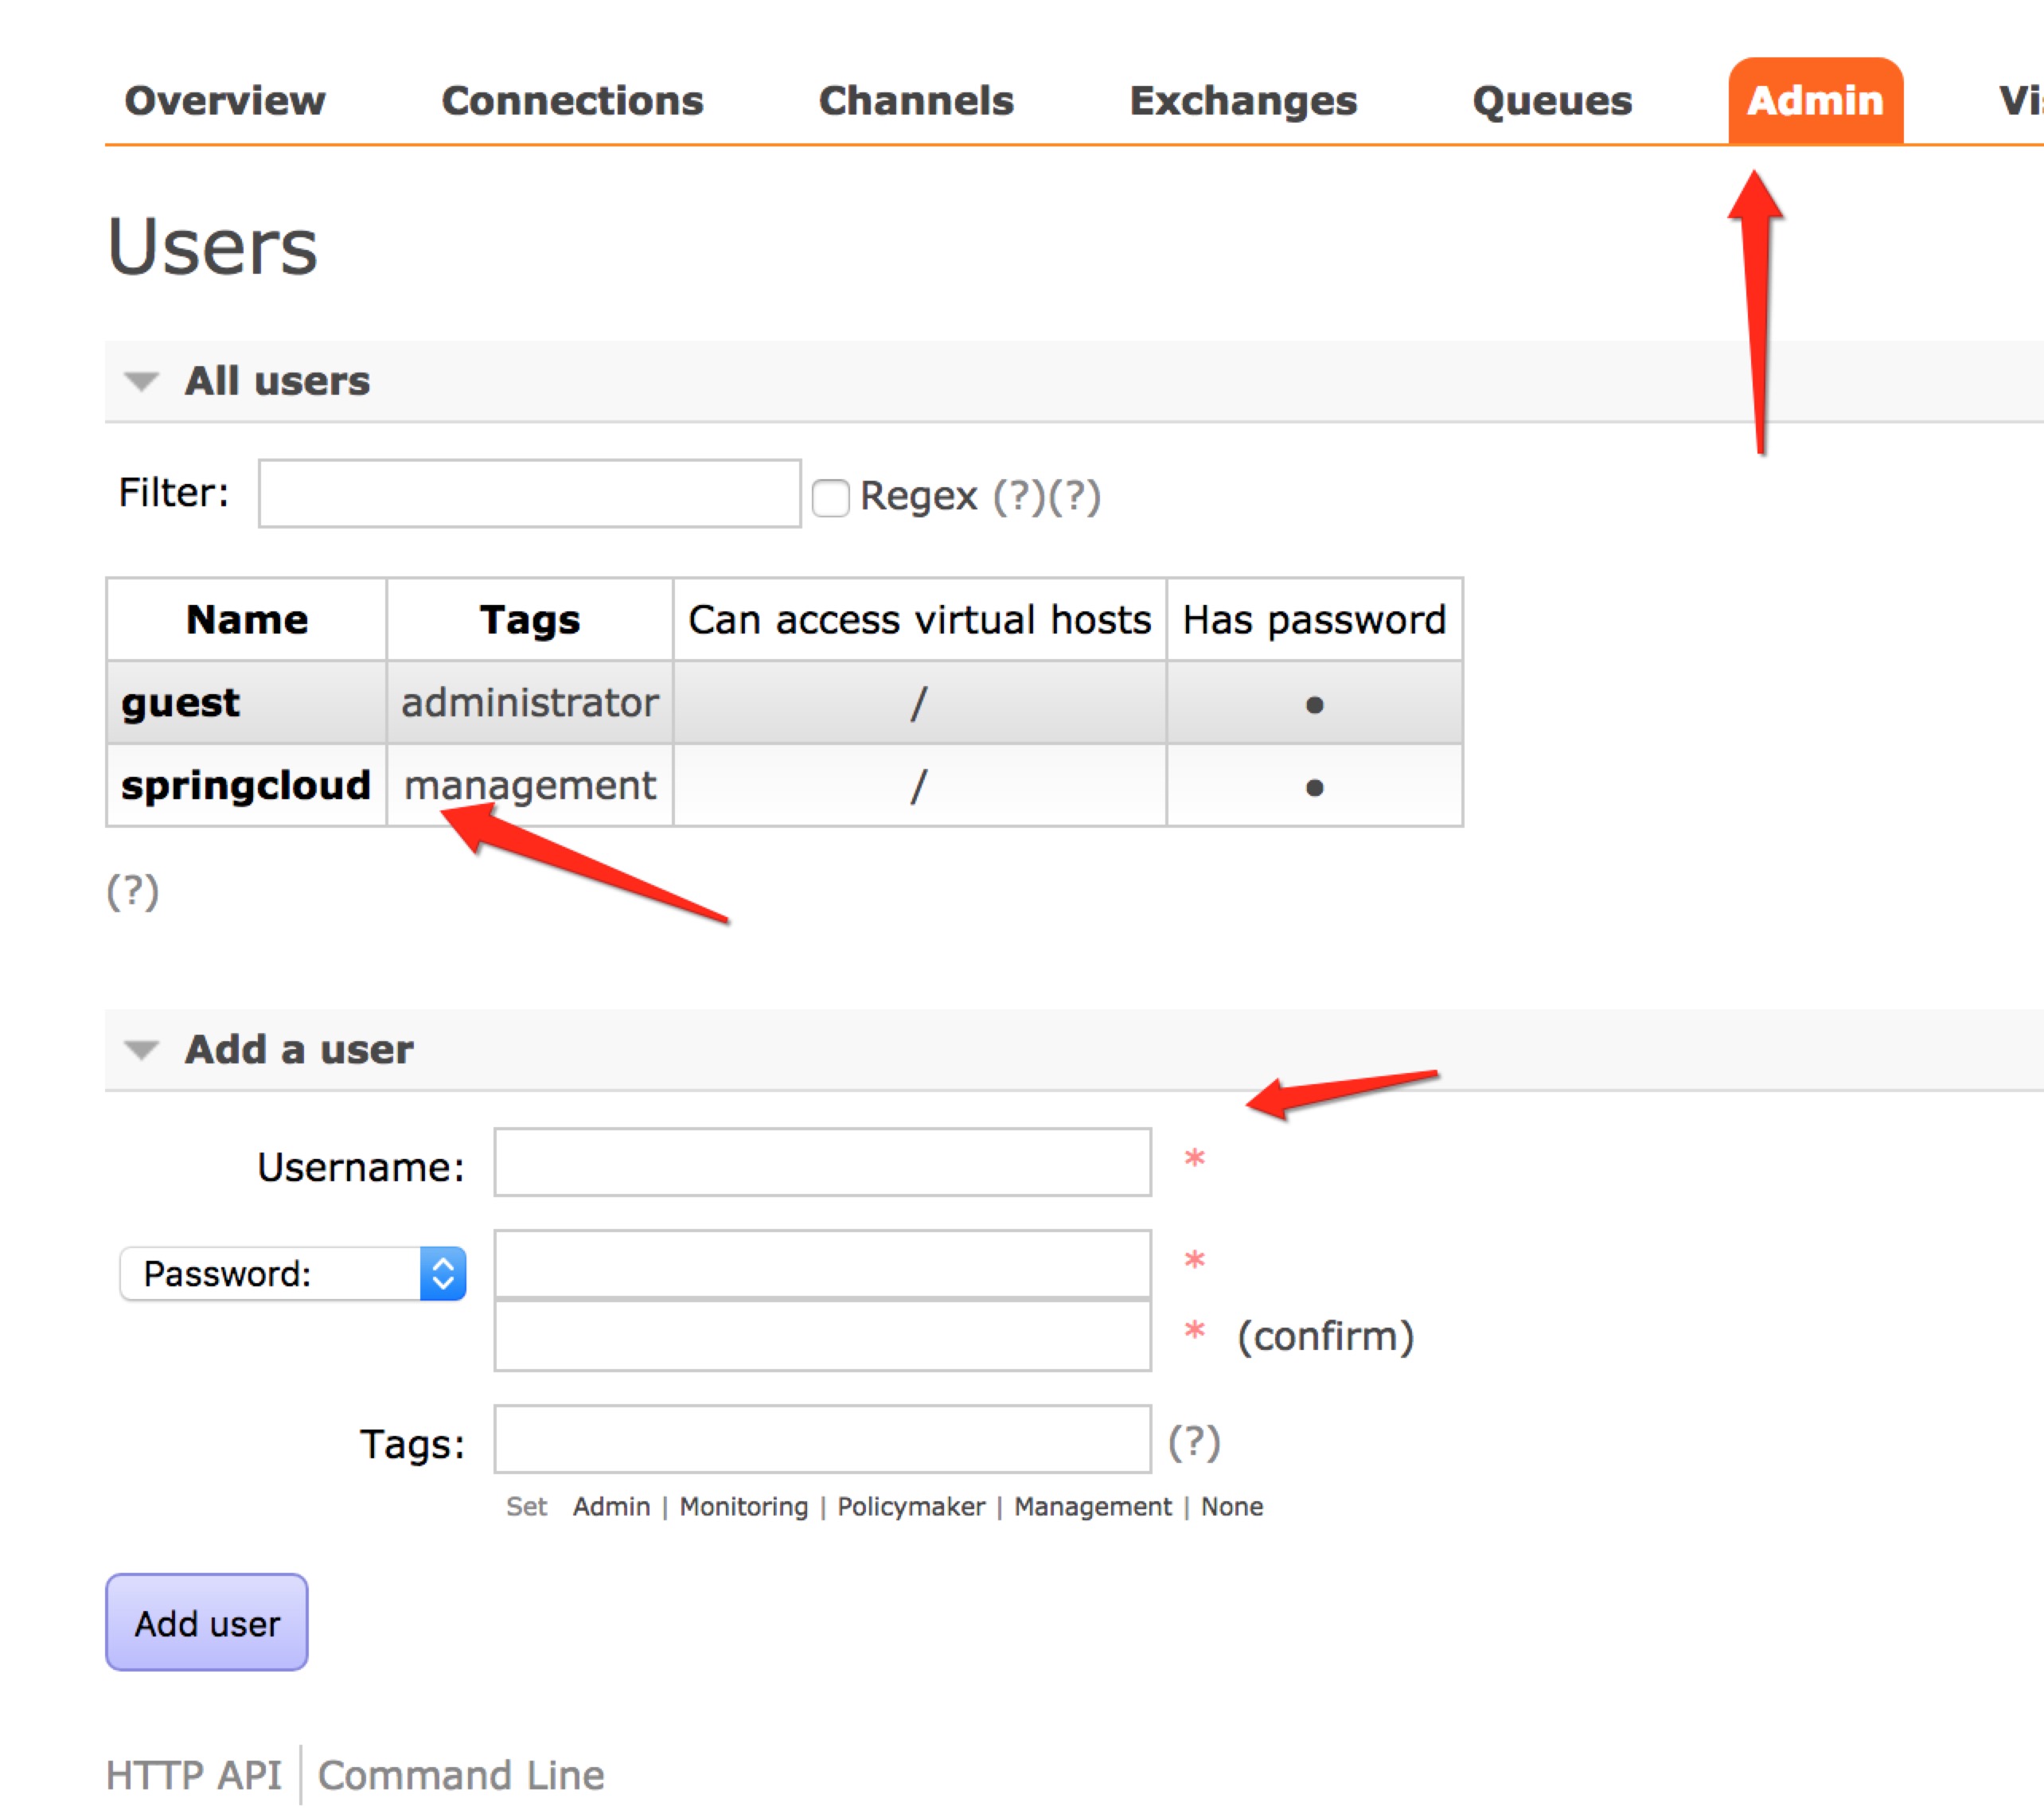 Overview Connections Channels Exchanges Queues Admin
Users
All users
Filter: Regex (?)(?)
Name Tags Can access virtual hosts Has password
guest administrator / •
springcloud management / •
(?)
Add a user
Username: *
Password: *
* (confirm)
Tags: (?)
Set Admin | Monitoring | Policymaker | Management | None
Add user
HTTP API Command Line